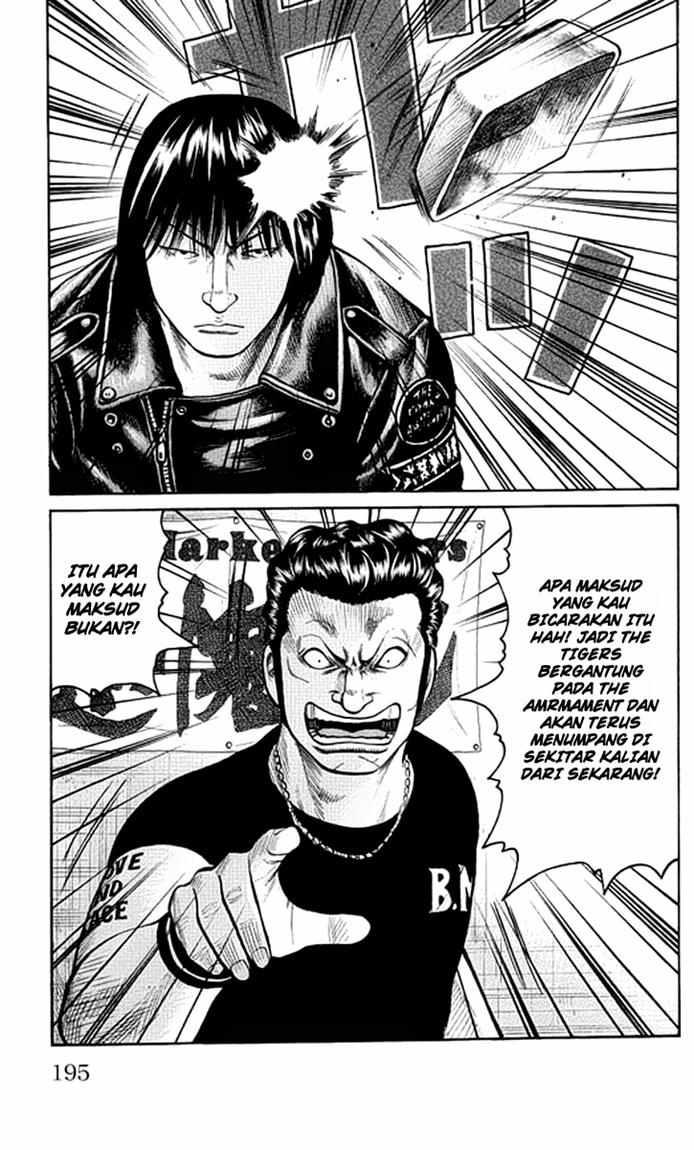 ガ
APA MAKSUD
YANG KAU
BICARAKAN ITU
HAH! JADI THE
TIGERS
BERGANTUNG
PADA THE
AMRMAMENT DAN
AKAN TERUS
MENUMPANG DI
SEKITAR KALIAN
DARI SEKARANG!
ITU APA
YANG KAU
MAKSUD
BUKAN?!
B.M
195